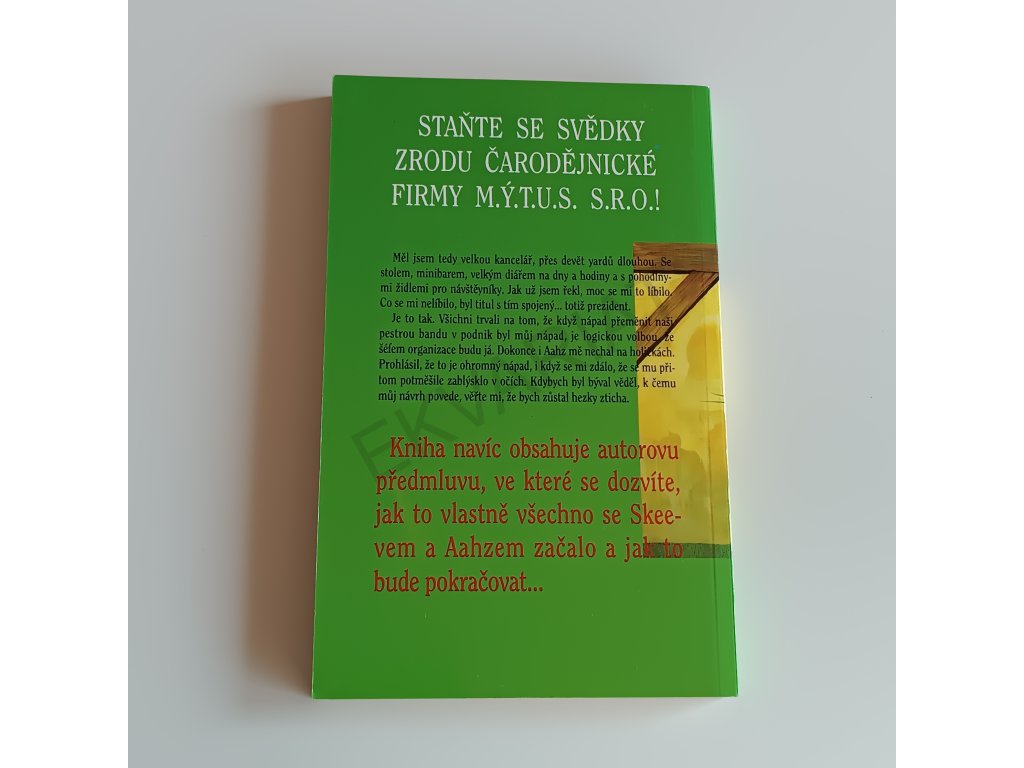 STAŇTE SE SVĚDKY
ZRODU ČARODĚJNICKÉ
FIRMY M.Ý.T.U.S. S.R.O.!
Měl jsem tedy velkou kancelář, přes devět yardů dlouhou. Se
stolem, minibarem, velkým diářem na dny a hodiny a s pohodlný-
mi židlemi pro návštěvníky. Jak už jsem řekl, moc se mi to líbilo.
Co se mi nelíbilo, byl titul s tím spojený... totiž prezident.
Je to tak. Všichni trvali na tom, že když nápad přeměnit naši
pestrou bandu v podnik byl můj nápad, je logickou volbou, že
šéfem organizace budu já. Dokonce i Aahz mě nechal na holičkách.
Prohlásil, že to je ohromný nápad, i když se mi zdálo, že se mu při-
tom potměšile zablýsklo v očích. Kdybych byl býval věděl, k čemu
můj návrh povede, věřte mi, že bych zůstal hezky zticha.
Kniha navíc obsahuje autorovu
předmluvu, ve které se dozvíte,
jak to vlastně všechno se Skee-
vem a Aahzem začalo a jak to
bude pokračovat...